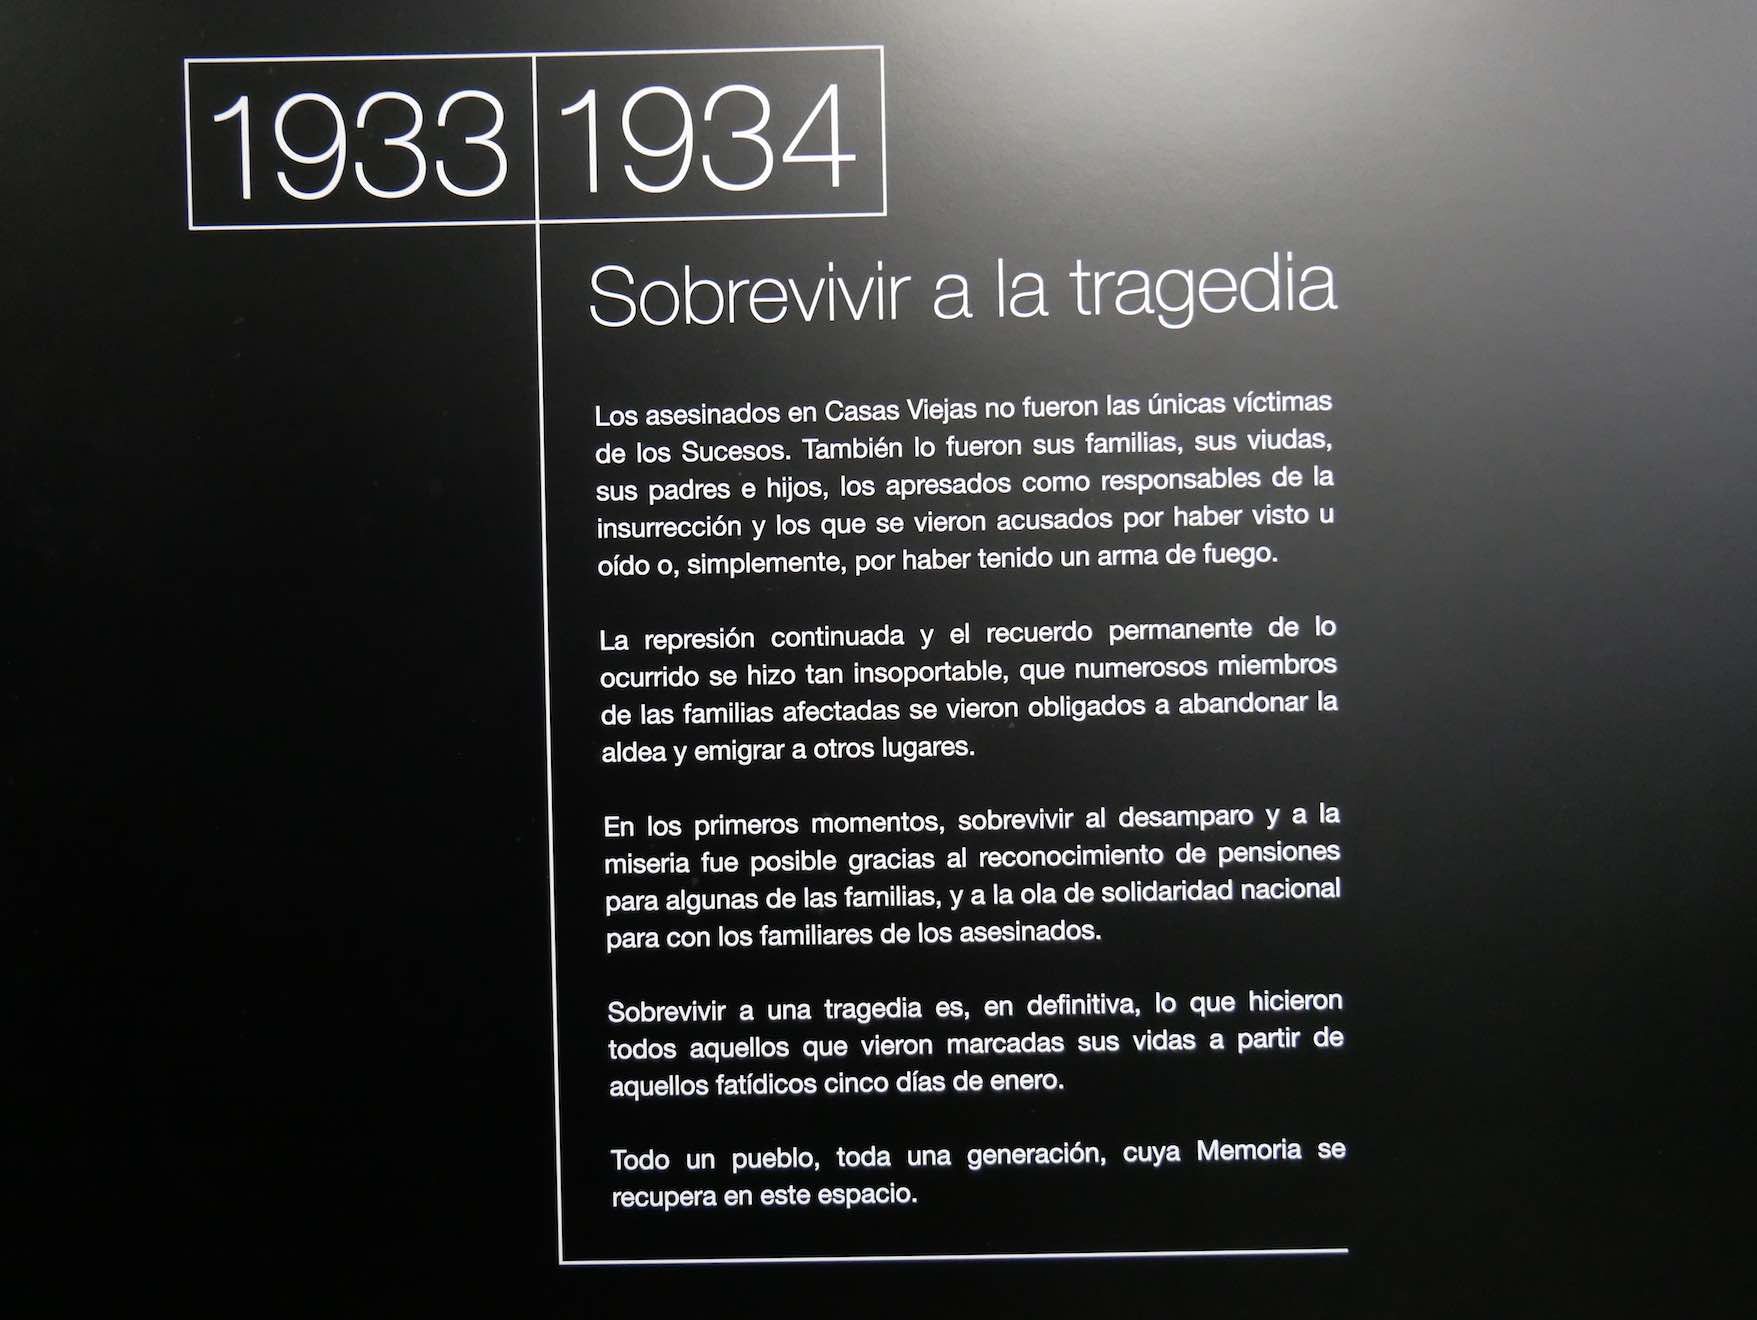 1933 1934
Sobrevivir a la tragedia
Los asesinados en Casas Viejas no fueron las únicas víctimas
de los Sucesos. También lo fueron sus familias, sus viudas,
sus padres e hijos, los apresados como responsables de la
insurrección y los que se vieron acusados por haber visto u
oído o, simplemente, por haber tenido un arma de fuego.
La represión continuada y el recuerdo permanente de lo
ocurrido se hizo tan insoportable, que numerosos miembros
de las familias afectadas se vieron obligados a abandonar la
aldea y emigrar a otros lugares.
En los primeros momentos, sobrevivir al desamparo y a la
miseria fue posible gracias al reconocimiento de pensiones
para algunas de las familias, y a la ola de solidaridad nacional
para con los familiares de los asesinados.
Sobrevivir a una tragedia es, en definitiva, lo que hicieron
todos aquellos que vieron marcadas sus vidas a partir de
aquellos fatídicos cinco días de enero.
Todo un pueblo, toda una generación, cuya Memoria se
recupera en este espacio.